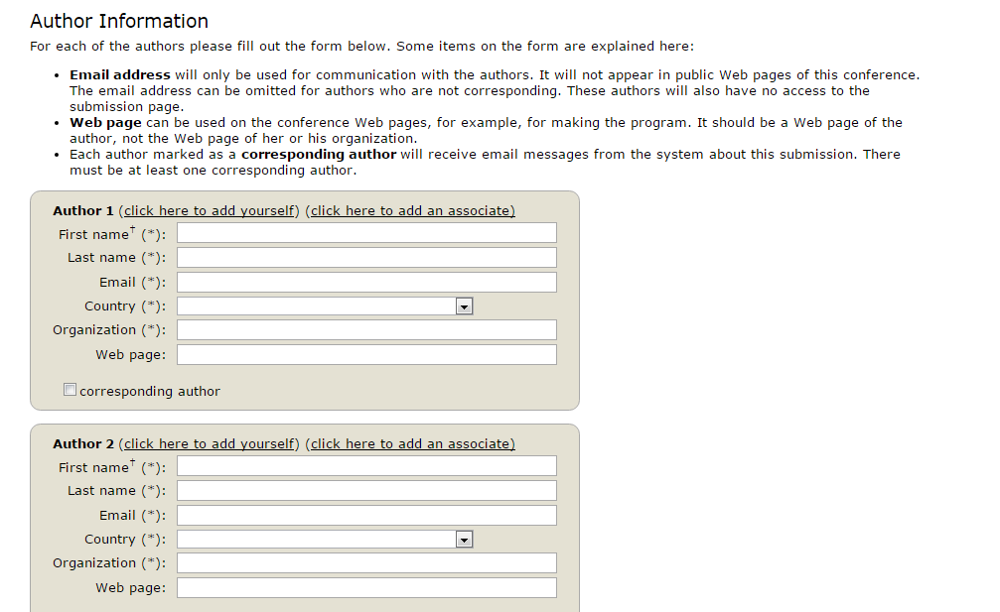 Author Information
For each of the authors please fill out the form below. Some items on the form are explained here:
• Email address will only be used for communication with the authors. It will not appear in public Web pages of this conference.
The email address can be omitted for authors who are not corresponding. These authors will also have no access to the
submission page.
• Web page can be used on the conference Web pages, for example, for making the program. It should be a Web page of the
author, not the Web page of her or his organization.
• Each author marked as a corresponding author will receive email messages from the system about this submission. There
must be at least one corresponding author.
Author 1 (click here to add yourself) (click here to add an associate)
First name† (*):
Last name (*):
Email (*):
Country (*):
Organization (*):
Web page:
corresponding author
Author 2 (click here to add yourself) (click here to add an associate)
First name† (*):
Last name (*):
Email (*):
Country (*):
Organization (*):
Web page: